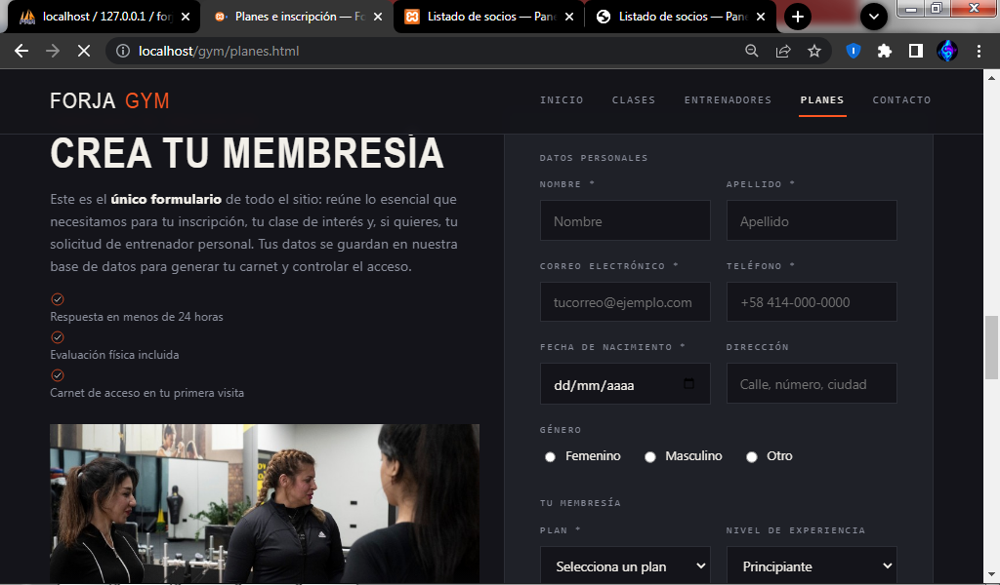 localhost / 127.0.0.1 / for
Planes e inscripción — Fo
Listado de socios — Pane
Listado de socios — Pane
localhost/gym/planes.html
FORJA GYM
INICIO
CLASES
ENTRENADORES
PLANES
CONTACTO
CREA TU MEMBRESÍA
Este es el único formulario de todo el sitio: reúne lo esencial que
necesitamos para tu inscripción, tu clase de interés y, si quieres, tu
solicitud de entrenador personal. Tus datos se guardan en nuestra
base de datos para generar tu carnet y controlar el acceso.
Respuesta en menos de 24 horas
Evaluación física incluida
Carnet de acceso en tu primera visita
DATOS PERSONALES
NOMBRE *
APELLIDO *
Nombre
Apellido
CORREO ELECTRÓNICO *
TELÉFONO *
tucorreo@ejemplo.com
+58 414-000-0000
FECHA DE NACIMIENTO *
DIRECCIÓN
dd/mm/aaaa
Calle, número, ciudad
GÉNERO
Femenino
Masculino
Otro
TU MEMBRESÍA
PLAN *
NIVEL DE EXPERIENCIA
Selecciona un plan
Principiante